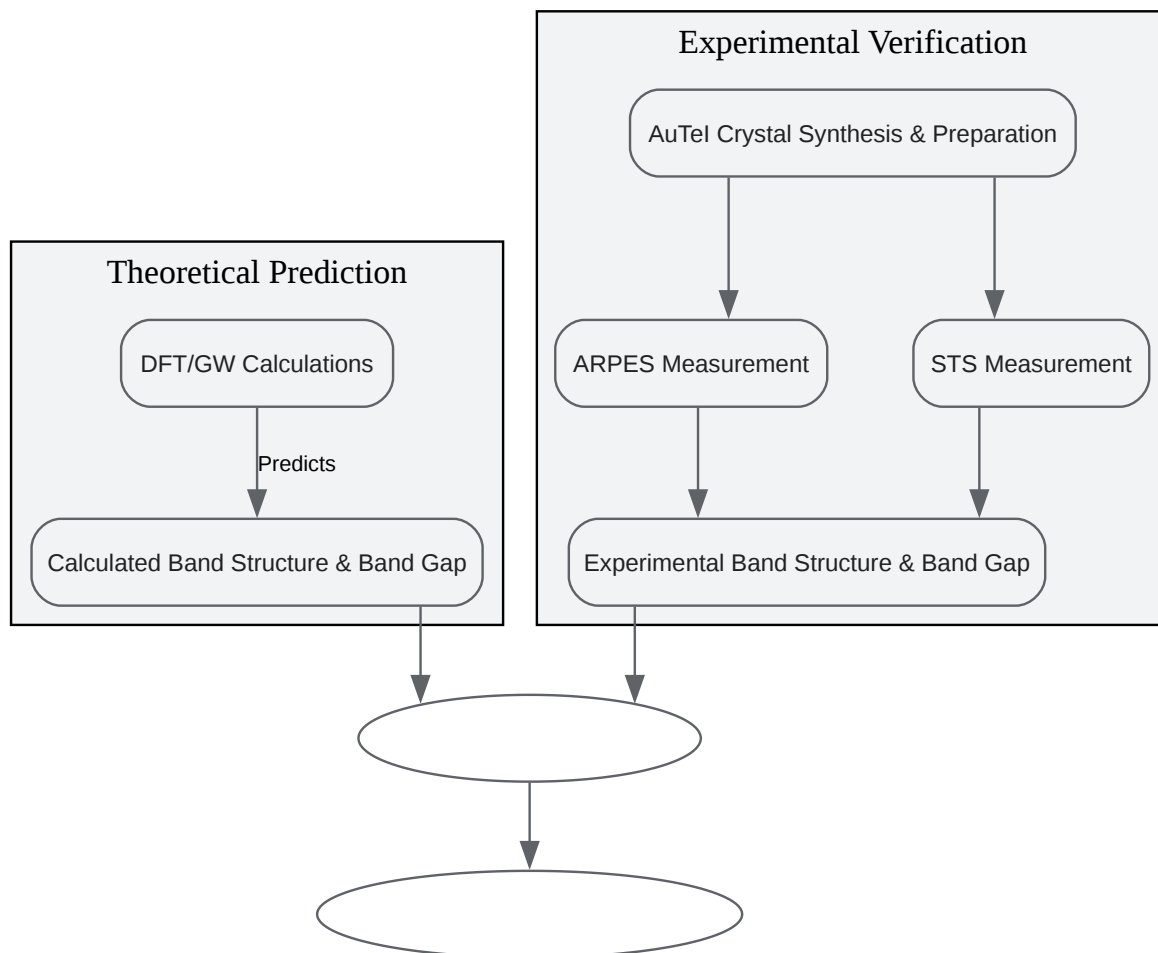 Experimental Verification
AuTeI Crystal Synthesis & Preparation
Theoretical Prediction
DFT/GW Calculations
ARPES Measurement
STS Measurement
Predicts
Calculated Band Structure & Band Gap
Experimental Band Structure & Band Gap